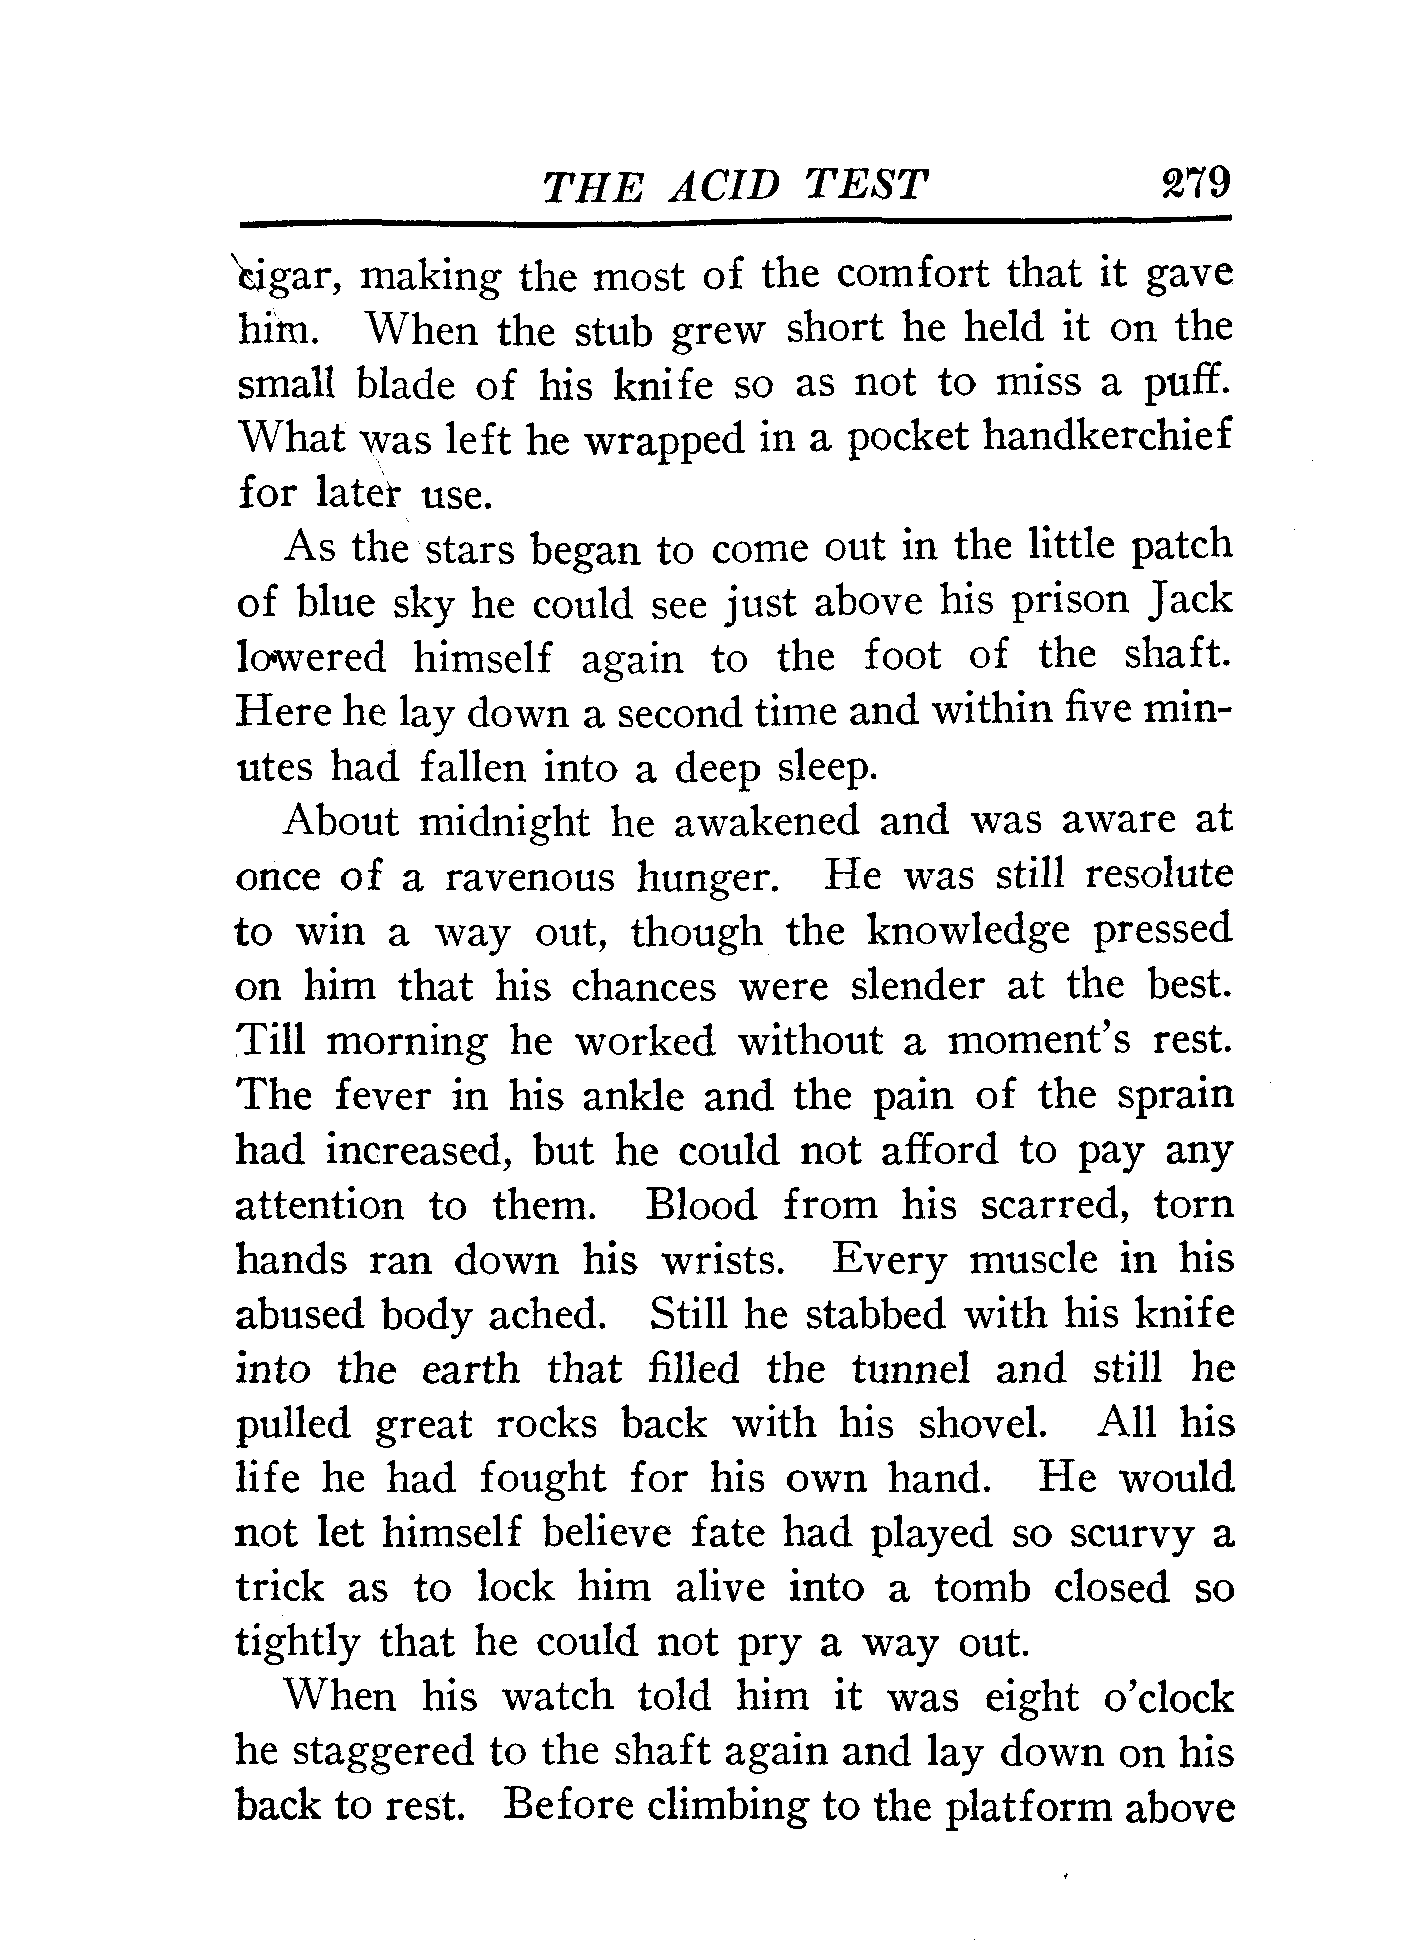 THE ACID TEST 279
cigar, making the most of the comfort that it gave
him. When the stub grew short he held it on the
small blade of his knife so as not to miss a puff.
What was left he wrapped in a pocket handkerchief
for later use.
As the stars began to come out in the little patch
of blue sky he could see just above his prison Jack
lowered himself again to the foot of the shaft.
Here he lay down a second time and within five min-
utes had fallen into a deep sleep.
About midnight he awakened and was aware at
once of a ravenous hunger. He was still resolute
to win a way out, though the knowledge pressed
on him that his chances were slender at the best.
Till morning he worked without a moment's rest.
The fever in his ankle and the pain of the sprain
had increased, but he could not afford to pay any
attention to them. Blood from his scarred, torn
hands ran down his wrists. Every muscle in his
abused body ached. Still he stabbed with his knife
into the earth that filled the tunnel and still he
pulled great rocks back with his shovel. All his
life he had fought for his own hand. He would
not let himself believe fate had played so scurvy a
trick as to lock him alive into a tomb closed so
tightly that he could not pry a way out.
When his watch told him it was eight o'clock
he staggered to the shaft again and lay down on his
back to rest. Before climbing to the platform above